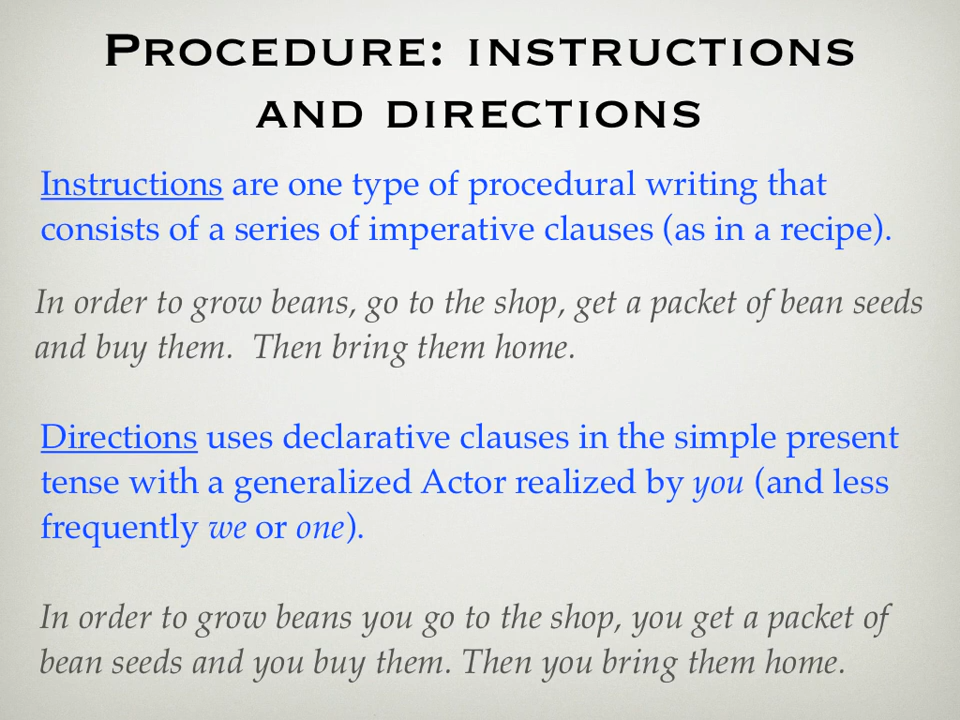 Procedure: instructions
and directions
Instructions are one type of procedural writing that
consists of a series of imperative clauses (as in a recipe).
In order to grow beans, go to the shop, get a packet of bean seeds
and buy them.  Then bring them home.
Directions uses declarative clauses in the simple present
tense with a generalized Actor realized by you (and less
frequently we or one).
In order to grow beans you go to the shop, you get a packet of
bean seeds and you buy them. Then you bring them home.